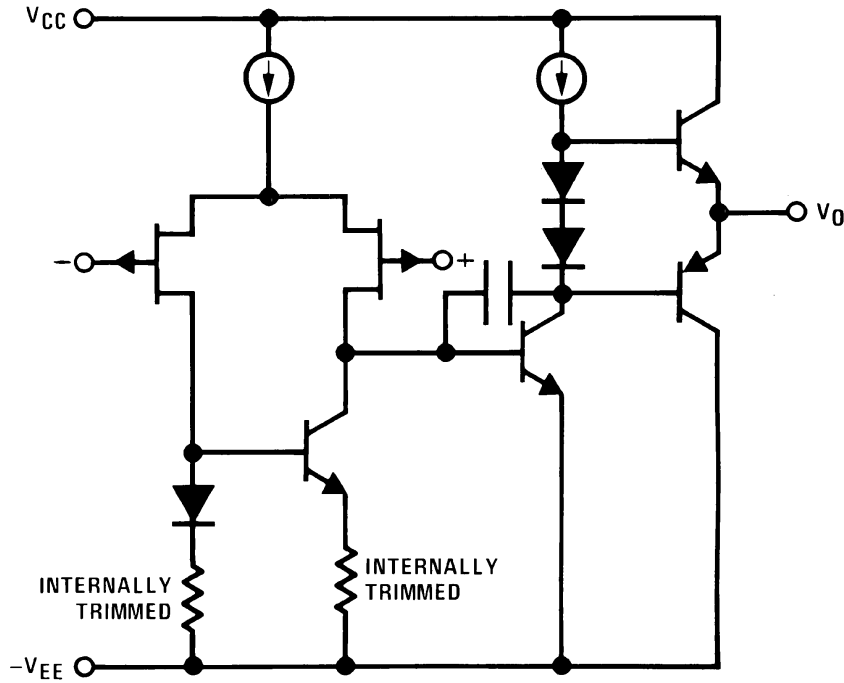 VCC
−
+
VO
INTERNALLY
TRIMMED
INTERNALLY
TRIMMED
−VEE